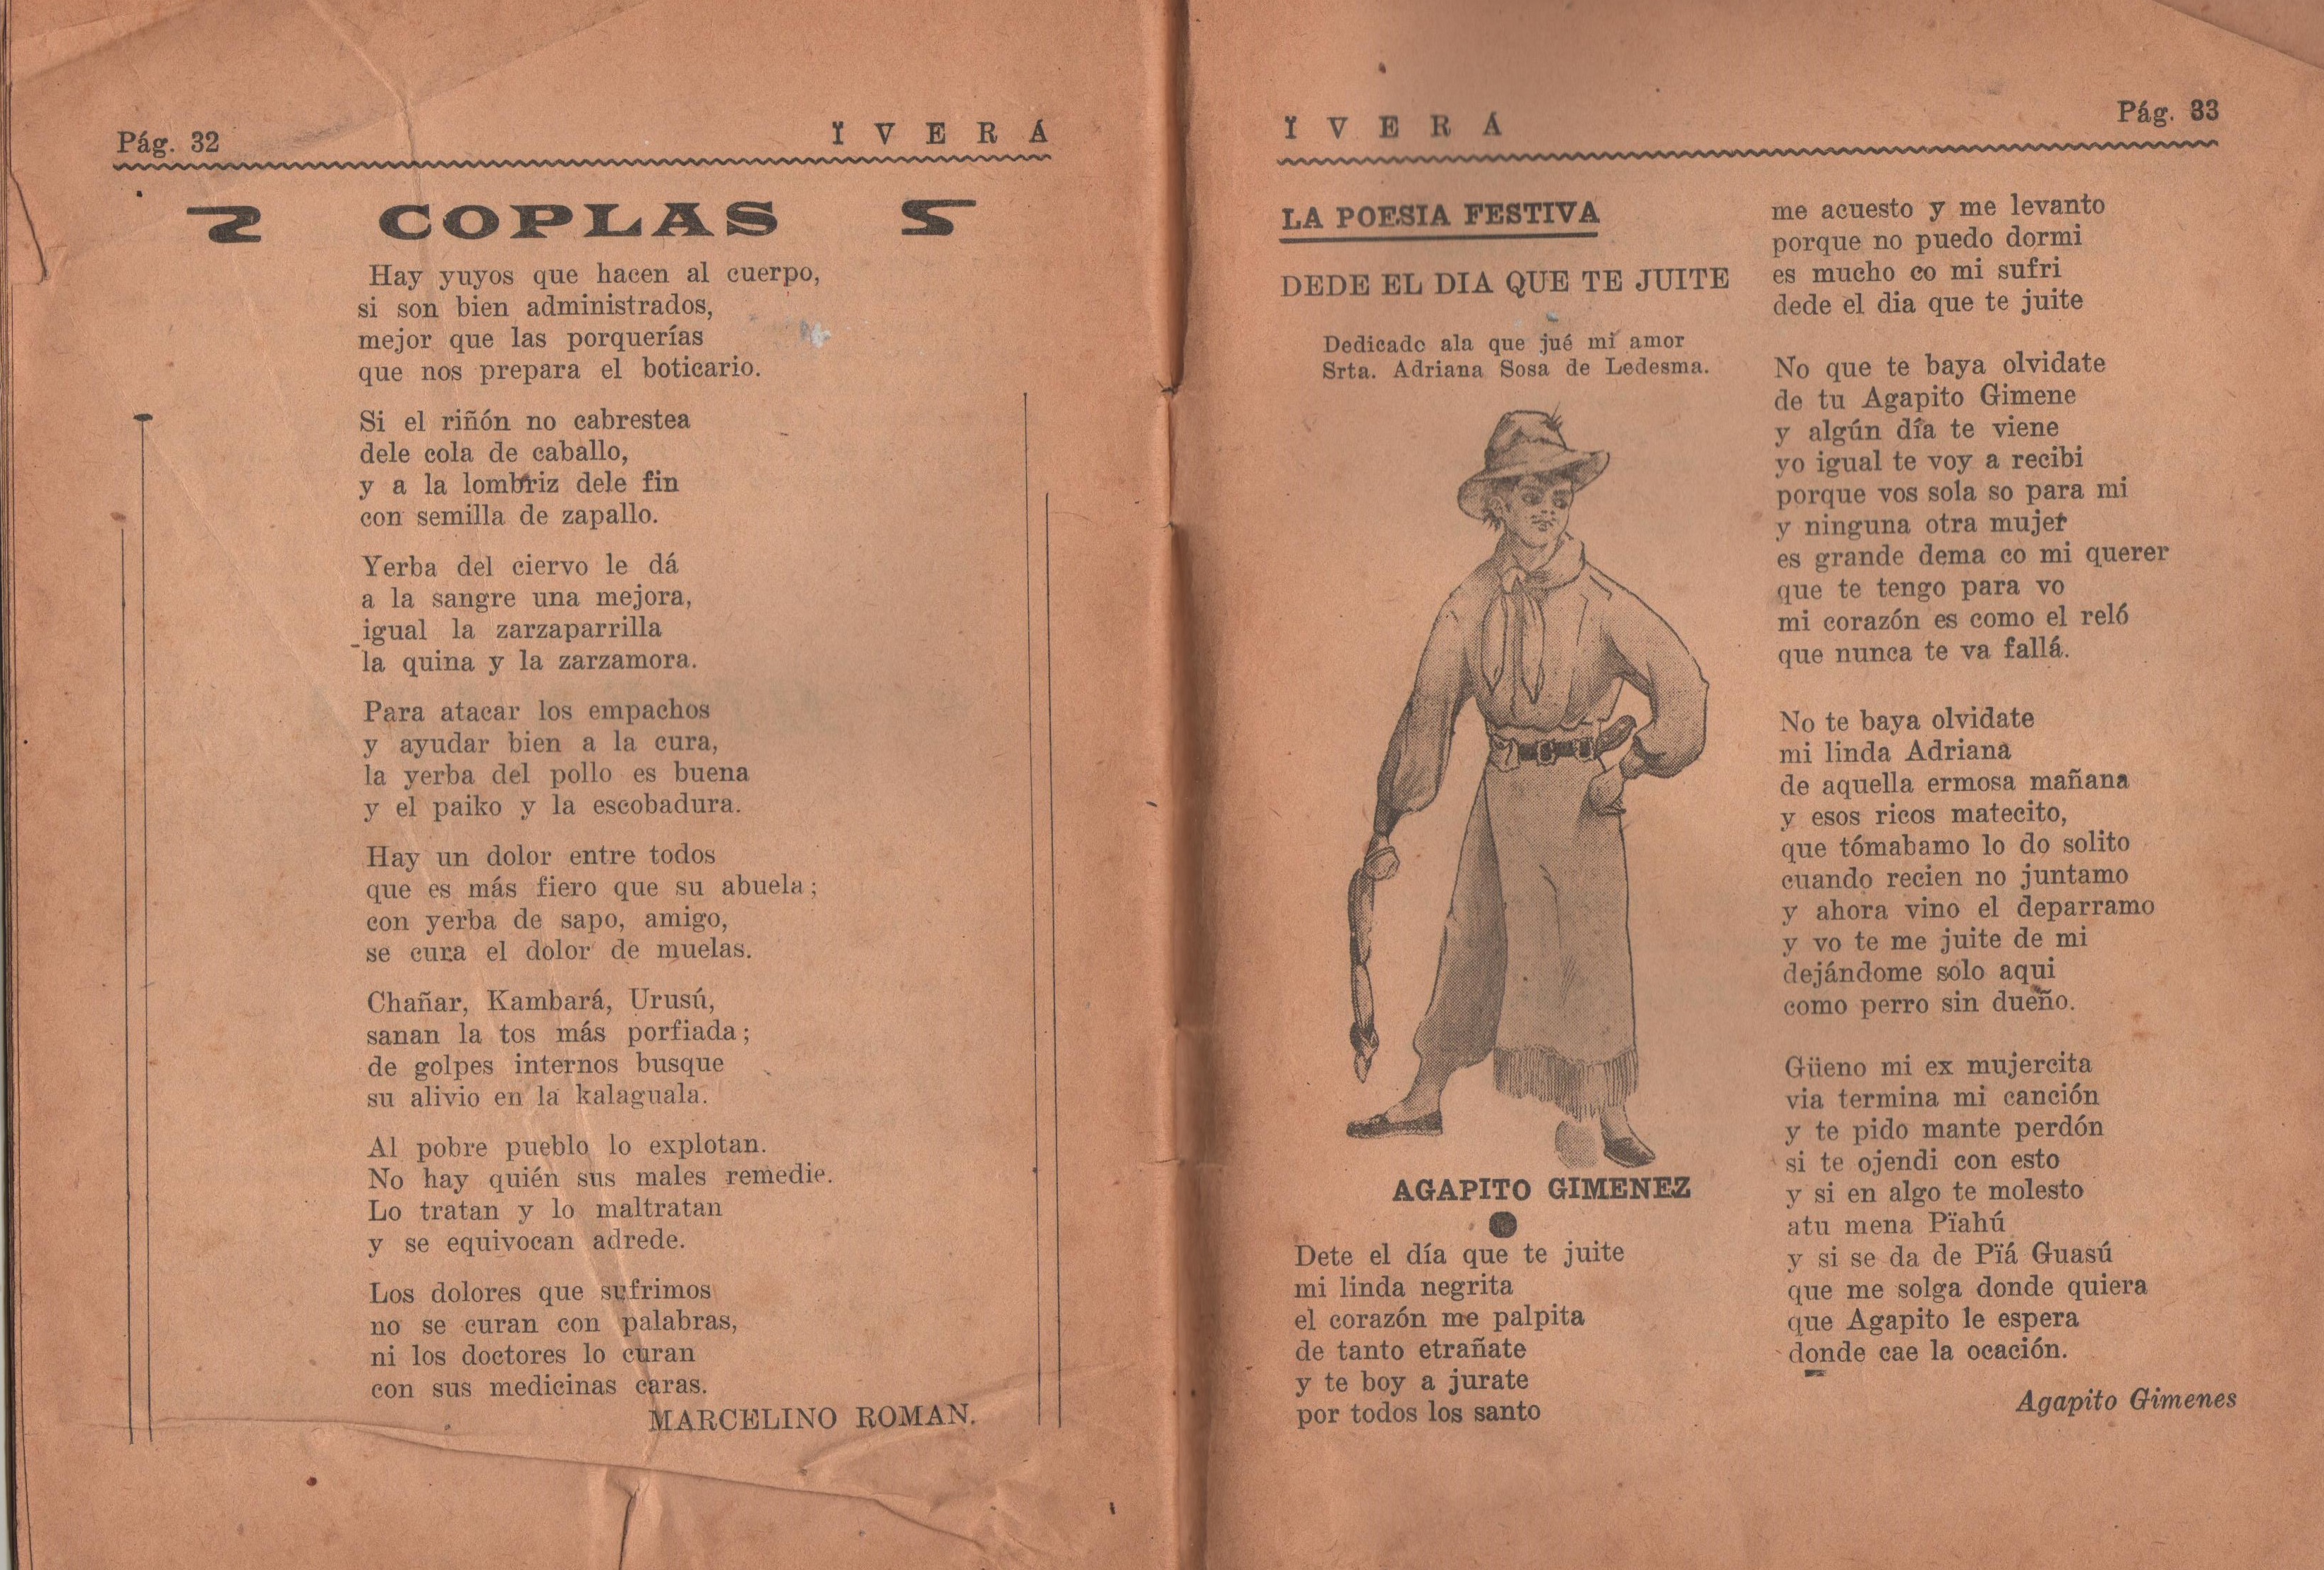 Pág. 32
ÏVERÁ
COPLAS
Hay yuyos que hacen al cuerpo,
si son bien administrados,
mejor que las porquerías
que nos prepara el boticario.
Si el riñón no cabrestea
dele cola de caballo,
y a la lombriz dele fin
con semilla de zapallo.
Yerba del ciervo le dá
a la sangre una mejora,
igual la zarzaparrilla
la quina y la zarzamora.
Para atacar los empachos
y ayudar bien a la cura,
la yerba del pollo es buena
y el paiko y la escobadura.
Hay un dolor entre todos
que es más fiero que su abuela;
con yerba de sapo, amigo,
se cura el dolor de muelas.
Chañar, Kambará, Urusú,
sanan la tos más porfiada;
de golpes internos busque
su alivio en la kalaguala.
Al pobre pueblo lo explotan.
No hay quién sus males remedie.
Lo tratan y lo maltratan
y se equivocan adrede.
Los dolores que sufrimos
no se curan con palabras,
ni los doctores lo curan
con sus medicinas caras.
MARCELINO ROMAN.
ÏVERÁ
Pág. 33
LA POESIA FESTIVA
DEDE EL DIA QUE TE JUITE
Dedicado ala que jué mi amor
Srta. Adriana Sosa de Ledesma.
AGAPITO GIMENEZ
Dete el día que te juite
mi linda negrita
el corazón me palpita
de tanto etrañate
y te boy a jurate
por todos los santo
me acuesto y me levanto
porque no puedo dormi
es mucho co mi sufri
dede el dia que te juite
No que te baya olvidate
de tu Agapito Gimene
y algún día te viene
yo igual te voy a recibi
porque vos sola so para mi
y ninguna otra mujer
es grande dema co mi querer
que te tengo para vo
mi corazón es como el reló
que nunca te va fallá.
No te baya olvidate
mi linda Adriana
de aquella ermosa mañana
y esos ricos matecito,
que tómabamo lo do solito
cuando recien no juntamo
y ahora vino el deparramo
y vo te me juite de mi
dejándome solo aqui
como perro sin dueño.
Güeno mi ex mujercita
via termina mi canción
y te pido mante perdón
si te ojendi con esto
y si en algo te molesto
atu mena Pïahú
y si se da de Pïá Guasú
que me solga donde quiera
que Agapito le espera
donde cae la ocación.
Agapito Gimenes